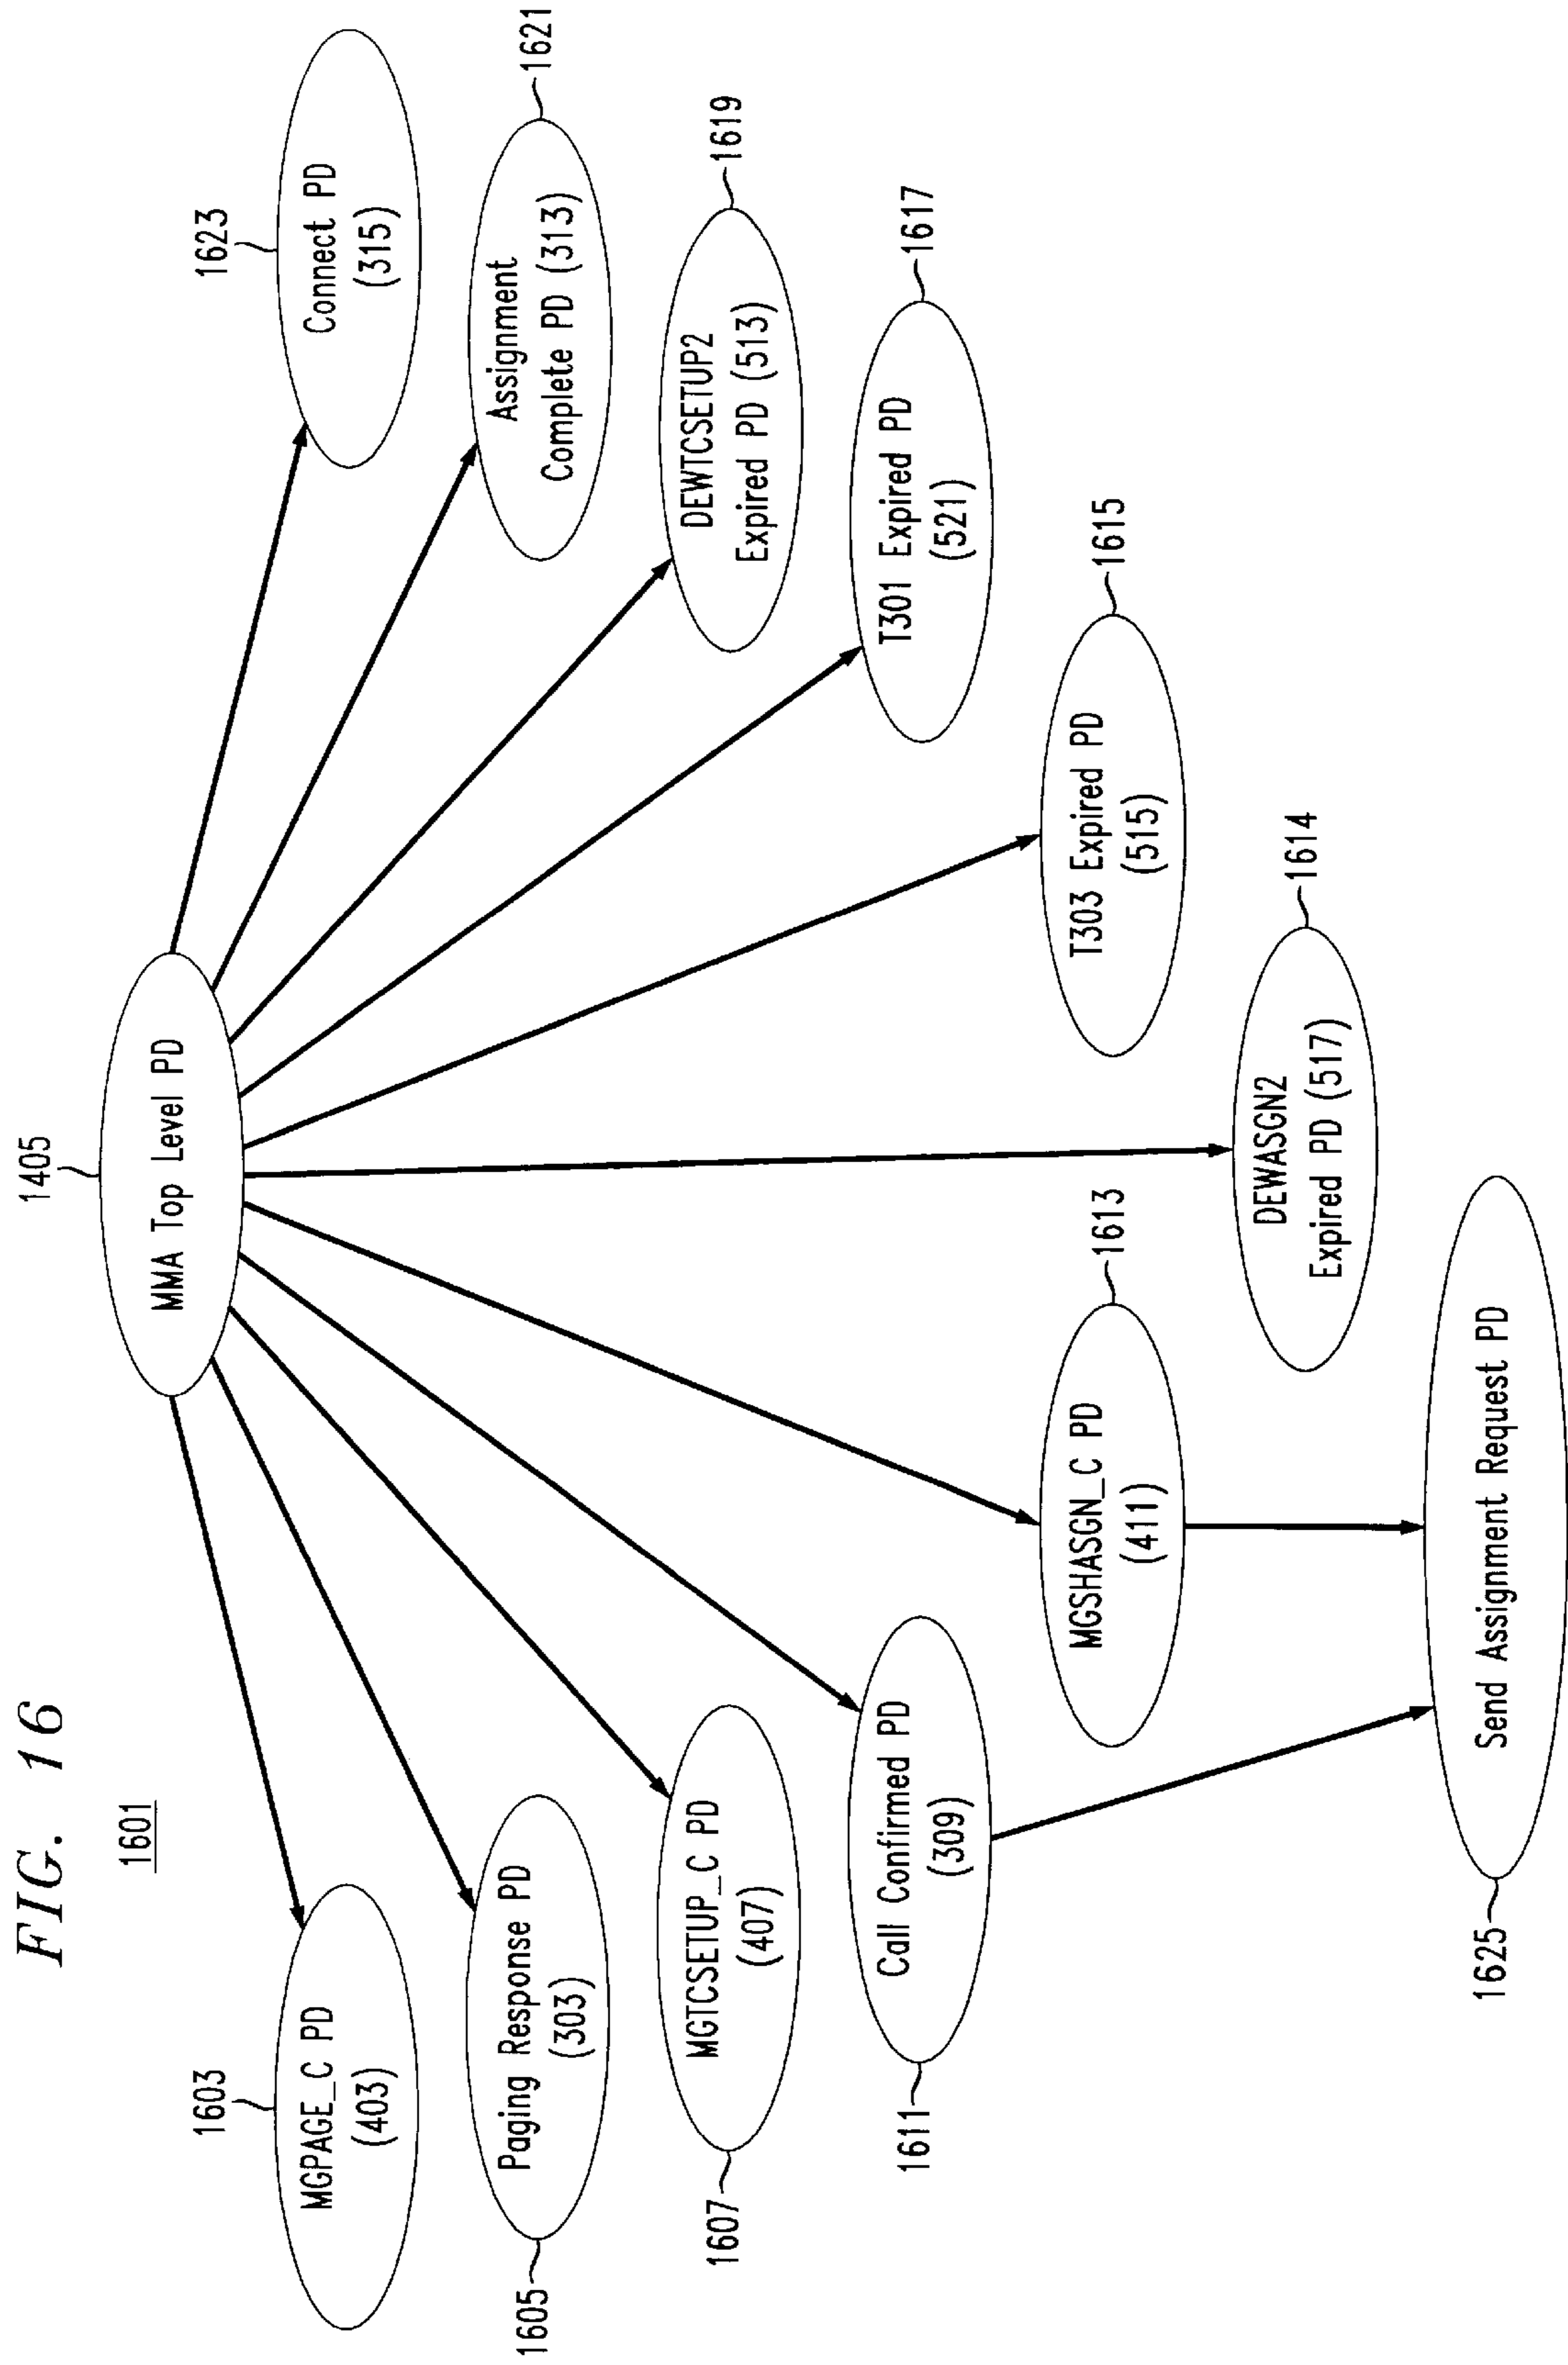 FIG. 16
1601
1405
MMA Top Level PD
1603
MGPAGE_C PD
(403)
1605
Paging Response PD
(303)
1607
MGTCSETUP_C PD
(407)
1611
Call Confirmed PD
(309)
1613
MGSHASGN_C PD
(411)
1614
DEWASGN2
Expired PD (517)
1615
T303 Expired PD
(515)
1617
T301 Expired PD
(521)
1619
DEWTCSETUP2
Expired PD (513)
1621
Assignment
Complete PD (313)
1623
Connect PD
(315)
1625
Send Assignment Request PD